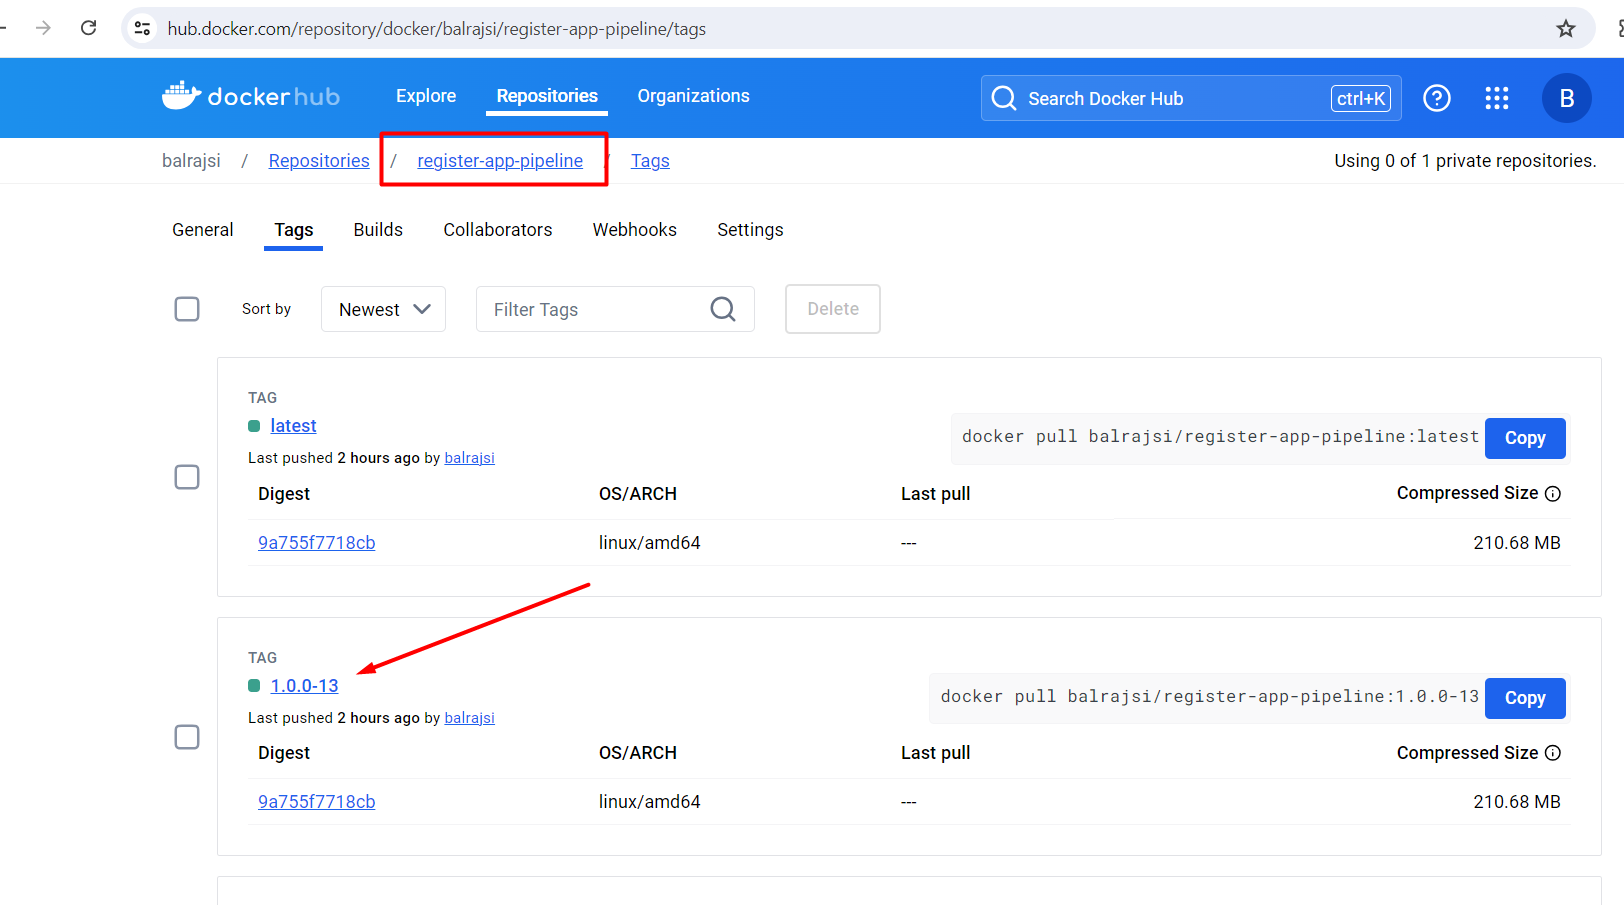 hub.docker.com/repository/docker/balrajsi/register-app-pipeline/tags
dockerhub Explore Repositories Organizations Search Docker Hub ctrl+K B
balrajsi / Repositories / register-app-pipeline / Tags Using 0 of 1 private repositories.
General Tags Builds Collaborators Webhooks Settings
Sort by Newest Filter Tags Delete
TAG
latest
docker pull balrajsi/register-app-pipeline:latest Copy
Last pushed 2 hours ago by balrajsi
Digest OS/ARCH Last pull Compressed Size
9a755f7718cb linux/amd64 --- 210.68 MB
TAG
1.0.0-13
docker pull balrajsi/register-app-pipeline:1.0.0-13 Copy
Last pushed 2 hours ago by balrajsi
Digest OS/ARCH Last pull Compressed Size
9a755f7718cb linux/amd64 --- 210.68 MB